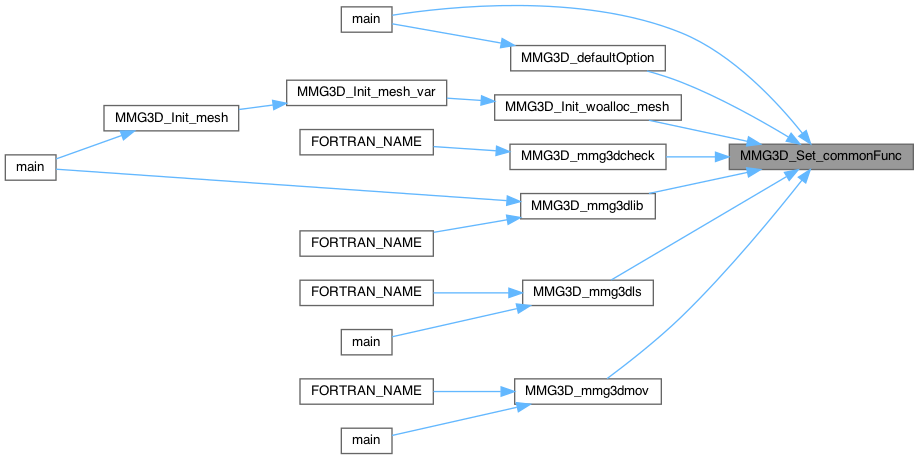 main
MMG3D_defaultOption
MMG3D_Init_mesh_var
MMG3D_Init_woalloc_mesh
MMG3D_Init_mesh
FORTRAN_NAME
MMG3D_mmg3dcheck
MMG3D_Set_commonFunc
main
MMG3D_mmg3dlib
FORTRAN_NAME
FORTRAN_NAME
MMG3D_mmg3dls
main
FORTRAN_NAME
MMG3D_mmg3dmov
main